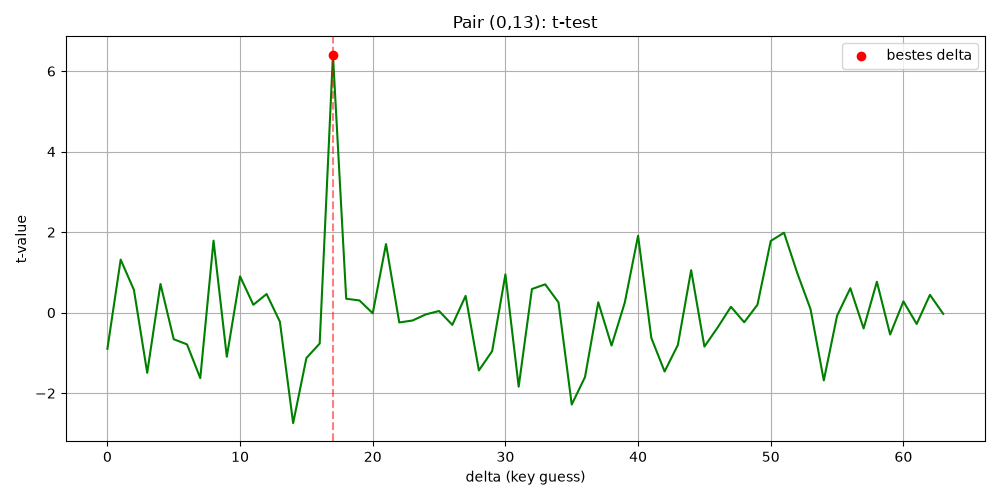 Pair (0,13): t-test
bestes delta
t-value
6
4
2
0
−2
0 10 20 30 40 50 60
delta (key guess)